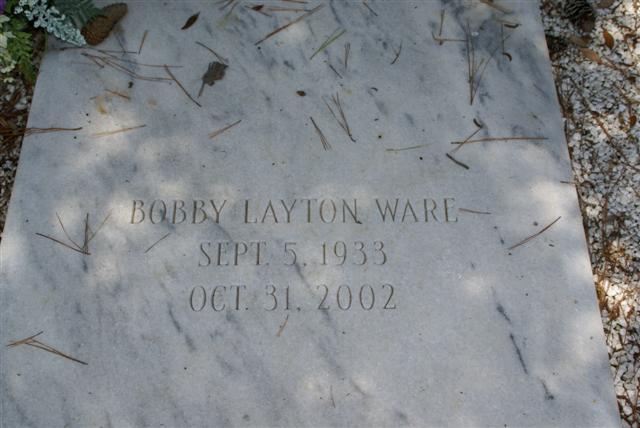 BOBBY LAYTON WARE
SEPT. 5, 1933
OCT. 31, 2002